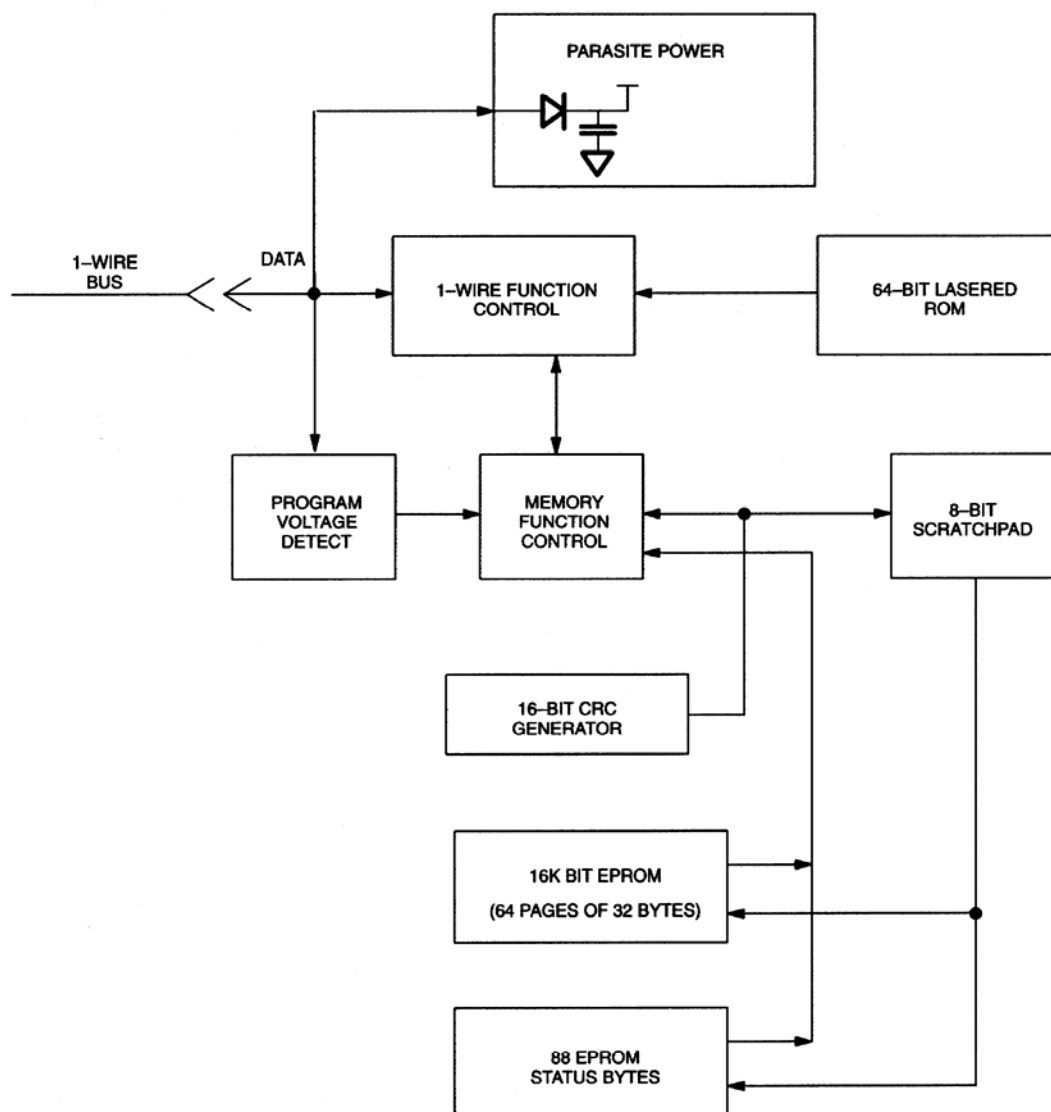 PARASITE POWER
1–WIRE
BUS
DATA
1–WIRE FUNCTION
CONTROL
64–BIT LASERED
ROM
PROGRAM
VOLTAGE
DETECT
MEMORY
FUNCTION
CONTROL
8–BIT
SCRATCHPAD
16–BIT CRC
GENERATOR
16K BIT EPROM
(64 PAGES OF 32 BYTES)
88 EPROM
STATUS BYTES